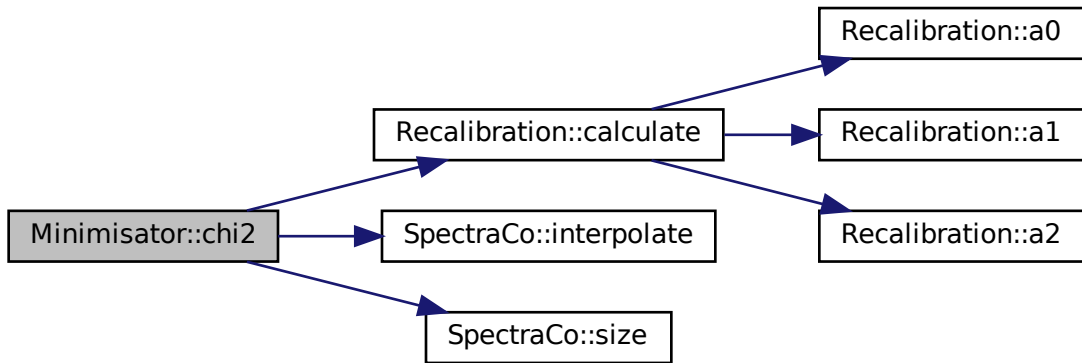 Recalibration::a0
Recalibration::calculate
Recalibration::a1
Minimisator::chi2
SpectraCo::interpolate
Recalibration::a2
SpectraCo::size